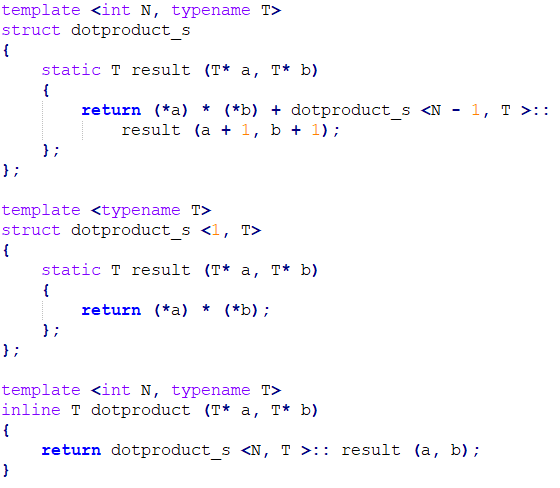 template <int N, typename T>
struct dotproduct_s
{
    static T result (T* a, T* b)
    {
        return (*a) * (*b) + dotproduct_s <N - 1, T >::
            result (a + 1, b + 1);
    };
};

template <typename T>
struct dotproduct_s <1, T>
{
    static T result (T* a, T* b)
    {
        return (*a) * (*b);
    };
};

template <int N, typename T>
inline T dotproduct (T* a, T* b)
{
    return dotproduct_s <N, T >:: result (a, b);
}